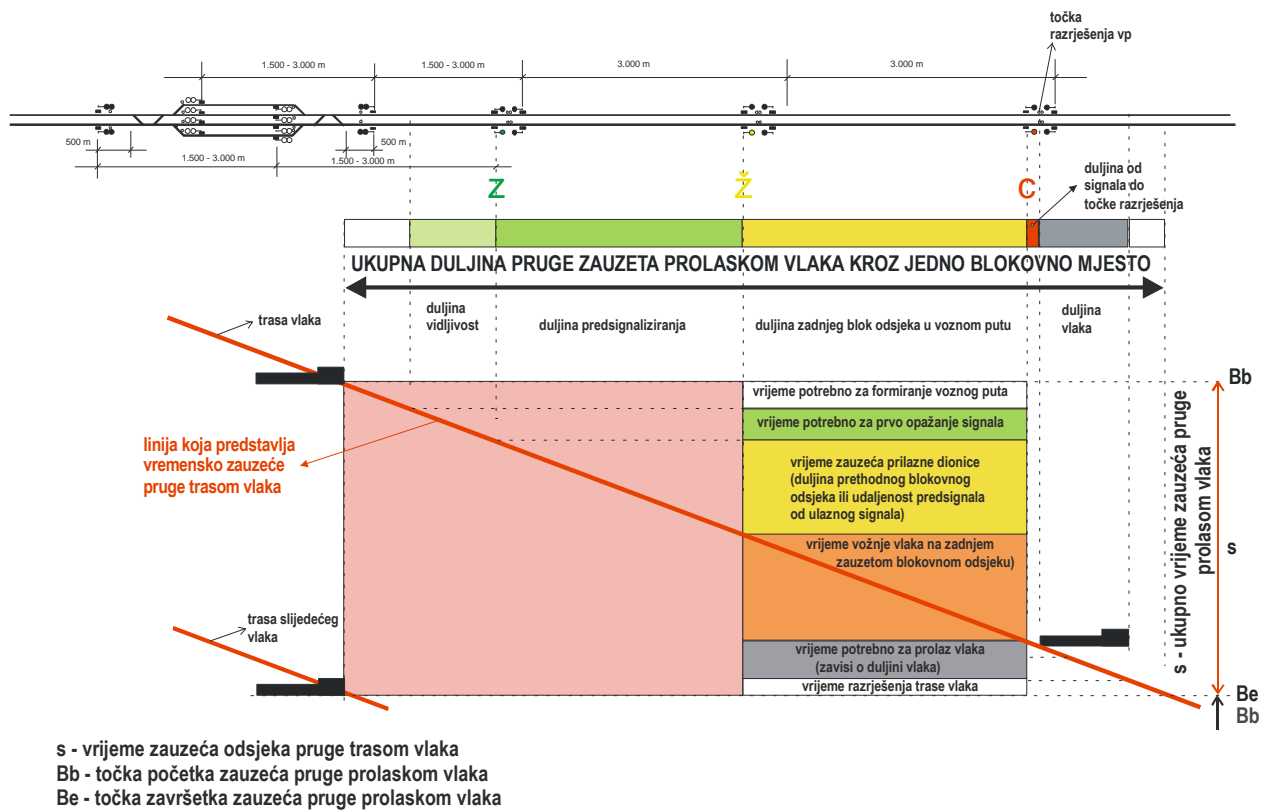 točka
razrješenja vp
1.500 - 3.000 m
1.500 - 3.000 m
3.000 m
3.000 m
500 m
500 m
1.500 - 3.000 m
1.500 - 3.000 m
Z
Ž
C
duljina od
signala do
točke razrješenja
UKUPNA DULJINA PRUGE ZAUZETA PROLASKOM VLAKA KROZ JEDNO BLOKOVNO MJESTO
trasa vlaka
duljina
vidljivost
duljina predsignaliziranja
duljina zadnjeg blok odsjeka u voznom putu
duljina
vlaka
Bb
vrijeme potrebno za formiranje voznog puta
vrijeme potrebno za prvo opažanje signala
linija koja predstavlja
vremensko zauzeće
pruge trasom vlaka
vrijeme zauzeća prilazne dionice
(duljina prethodnog blokovnog
odsjeka ili udaljenost predsignala
od ulaznog signala)
vrijeme vožnje vlaka na zadnjem
zauzetom blokovnom odsjeku)
s - ukupno vrijeme zauzeća pruge
prolasom vlaka
s
trasa slijedećeg
vlaka
vrijeme potrebno za prolaz vlaka
(zavisi o duljini vlaka)
vrijeme razrješenja trase vlaka
Be
Bb
s - vrijeme zauzeća odsjeka pruge trasom vlaka
Bb - točka početka zauzeća pruge prolaskom vlaka
Be - točka završetka zauzeća pruge prolaskom vlaka